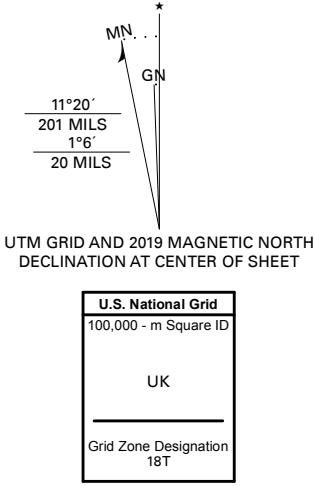 ★
MN
GN
11°20´
201 MILS
1°6´
20 MILS
UTM GRID AND 2019 MAGNETIC NORTH
DECLINATION AT CENTER OF SHEET
U.S. National Grid
100,000 - m Square ID
UK
Grid Zone Designation
18T